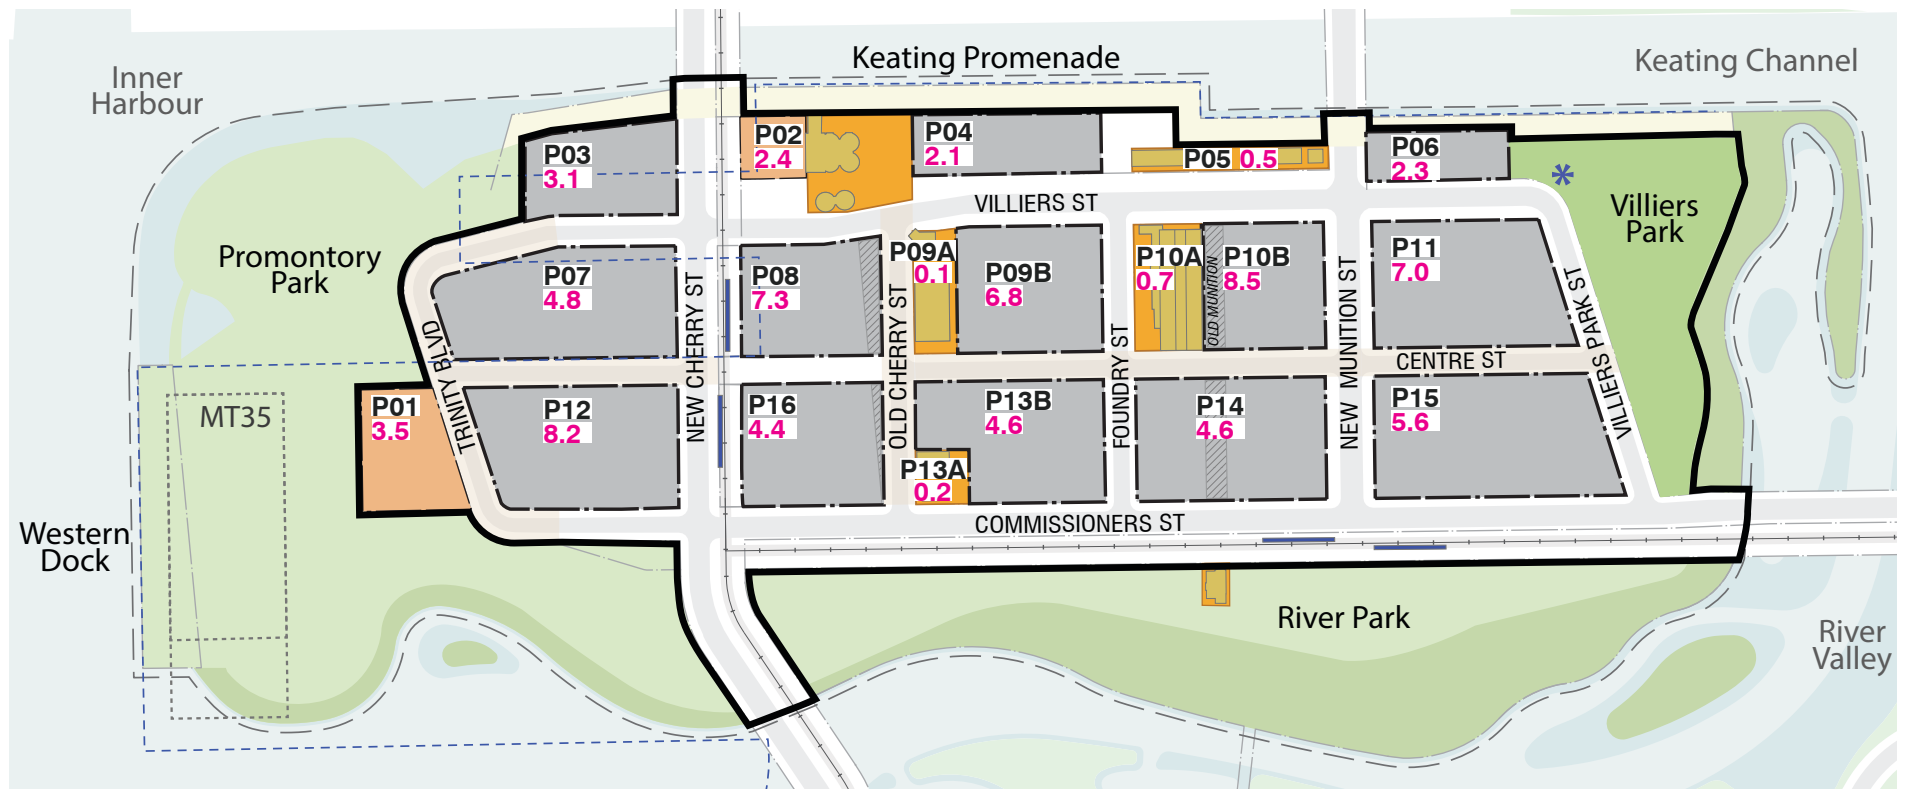 Keating Promenade
Keating Channel
Inner
Harbour
P03
3.1
P02
2.4
P04
2.1
P05 0.5
P06
2.3
*
VILLIERS ST
Villiers
Park
Promontory
Park
P07
4.8
P08
7.3
P09A
0.1
P09B
6.8
P10A
0.7
OLD MUNITION
P10B
8.5
P11
7.0
TRINITY BLVD
NEW CHERRY ST
OLD CHERRY ST
FOUNDRY ST
NEW MUNITION ST
VILLIERS PARK ST
CENTRE ST
MT35
P01
3.5
P12
8.2
P16
4.4
P13B
4.6
P13A
0.2
P14
4.6
P15
5.6
Western
Dock
COMMISSIONERS ST
River Park
River
Valley